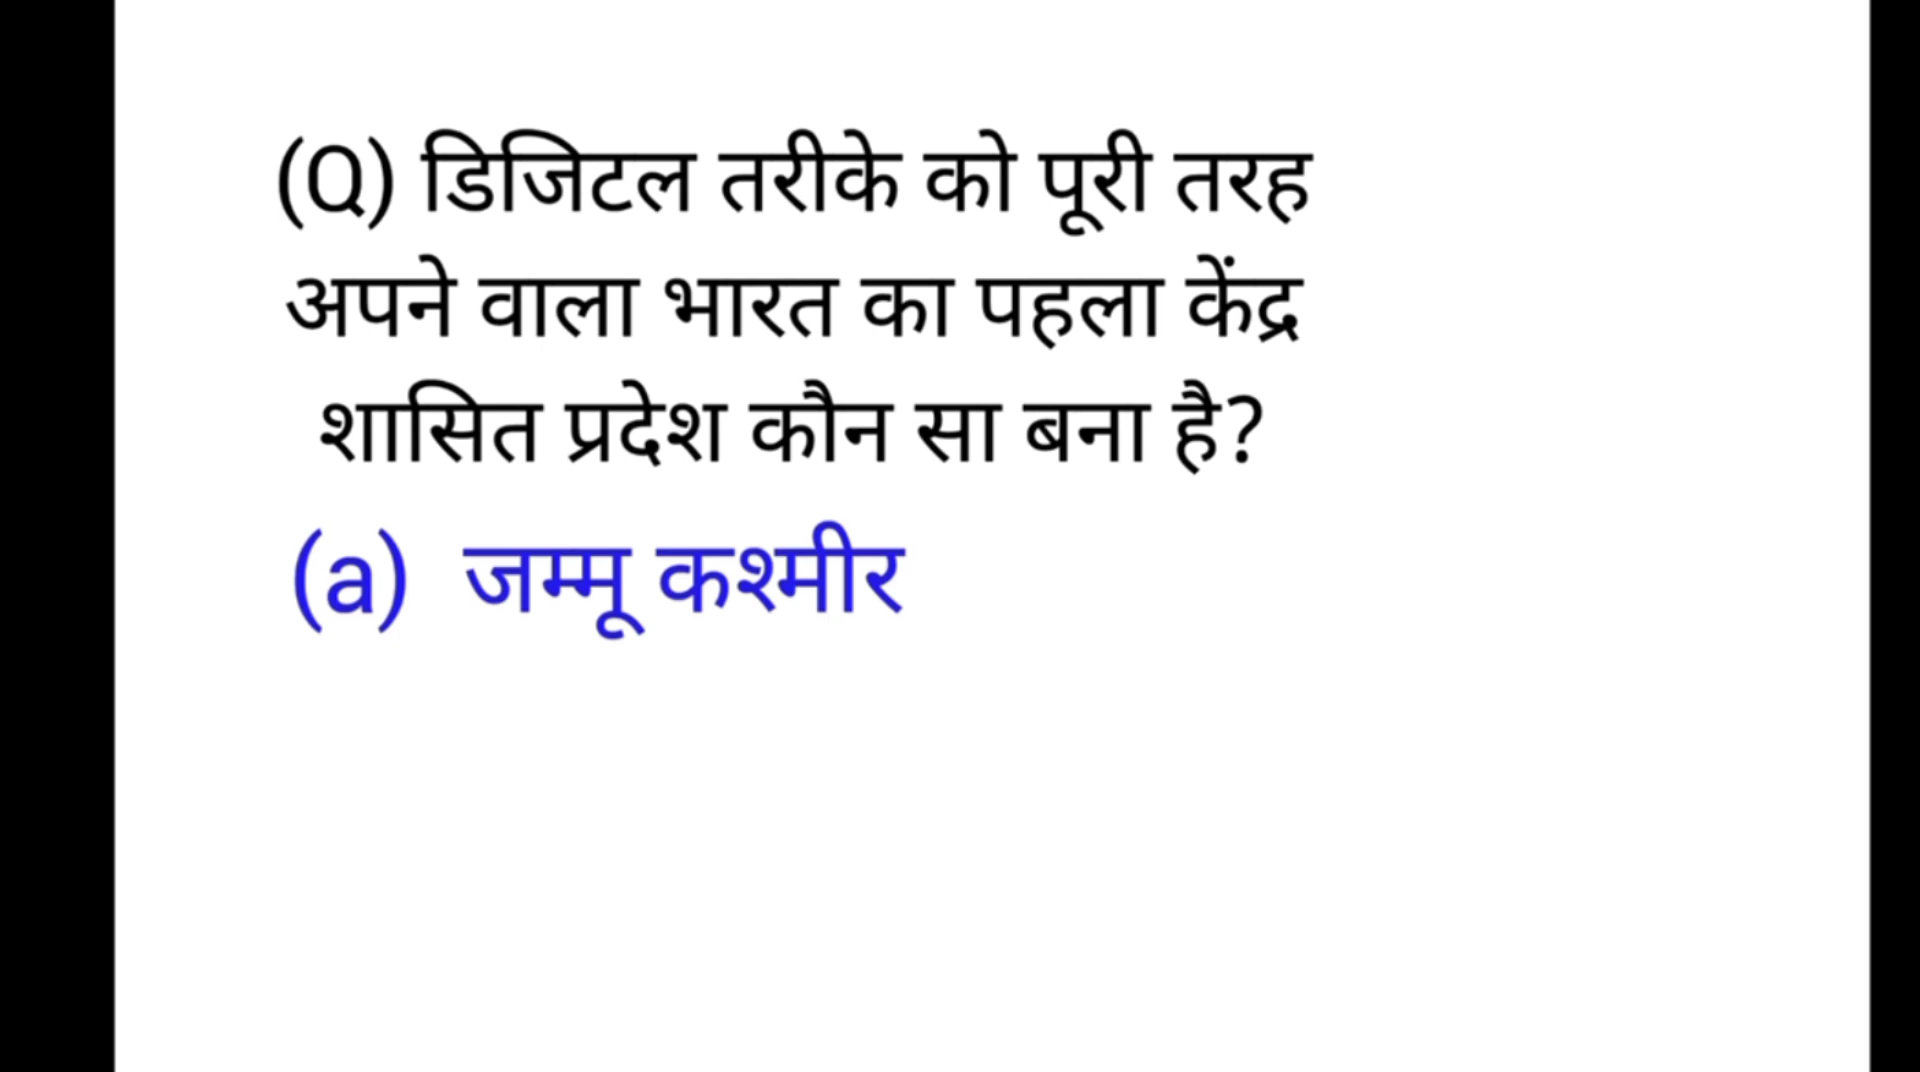 (Q) डिजिटल तरीके को पूरी तरह
अपने वाला भारत का पहला केंद्र
शासित प्रदेश कौन सा बना है?
(a) जम्मू कश्मीर